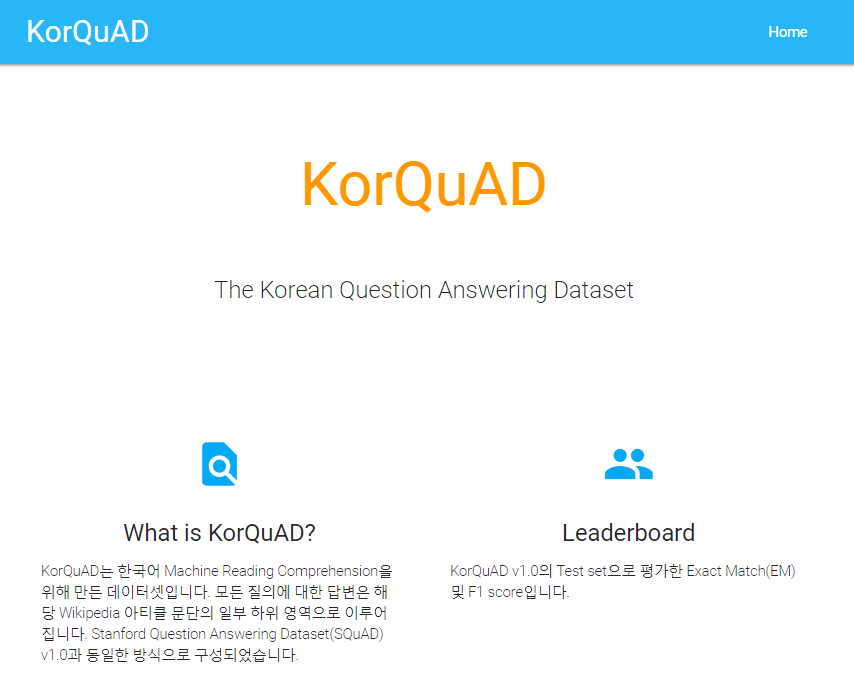 KorQuAD
Home
KorQuAD
The Korean Question Answering Dataset
What is KorQuAD?
KorQuAD는 한국어 Machine Reading Comprehension을
위해 만든 데이터셋입니다. 모든 질의에 대한 답변은 해
당 Wikipedia 아티클 문단의 일부 하위 영역으로 이루어
집니다. Stanford Question Answering Dataset(SQuAD)
v1.0과 동일한 방식으로 구성되었습니다.
Leaderboard
KorQuAD v1.0의 Test set으로 평가한 Exact Match(EM)
및 F1 score입니다.